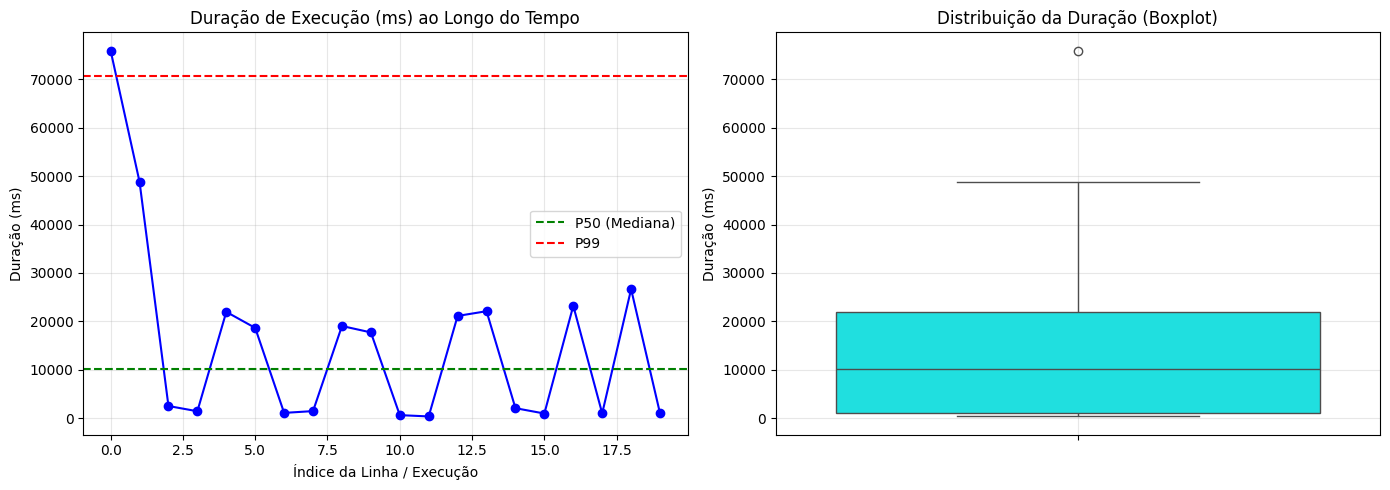 Duração de Execução (ms) ao Longo do Tempo
Duração (ms)
70000
60000
50000
40000
30000
20000
10000
0
P50 (Mediana)
P99
0.0 2.5 5.0 7.5 10.0 12.5 15.0 17.5
Índice da Linha / Execução
Distribuição da Duração (Boxplot)
Duração (ms)
70000
60000
50000
40000
30000
20000
10000
0